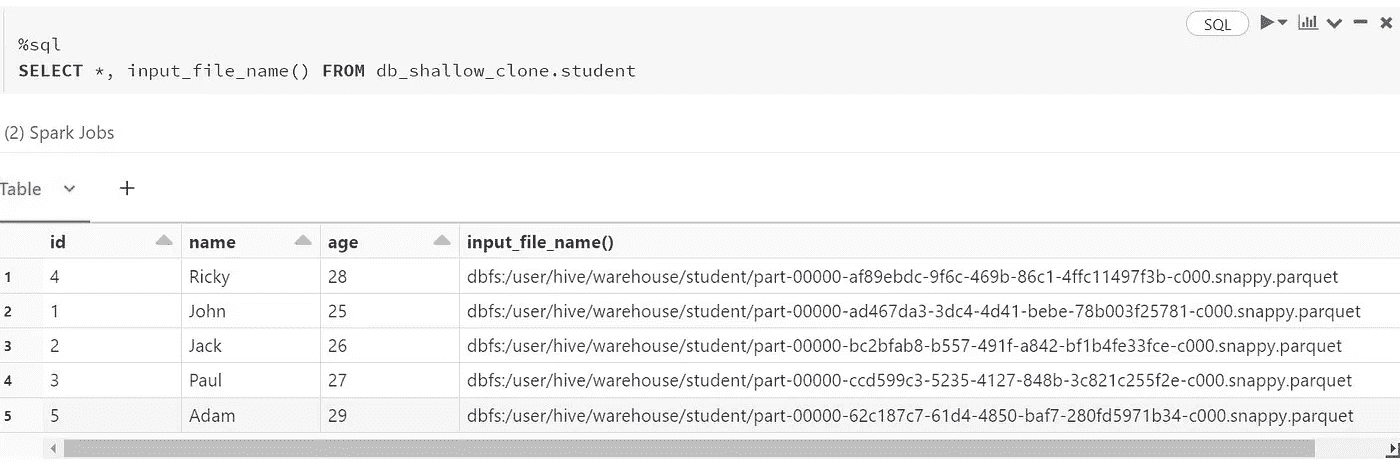 SQL
%sql
SELECT *, input_file_name() FROM db_shallow_clone.student
(2) Spark Jobs
Table +
id name age input_file_name()
1 4 Ricky 28 dbfs:/user/hive/warehouse/student/part-00000-af89ebdc-9f6c-469b-86c1-4ffc11497f3b-c000.snappy.parquet
2 1 John 25 dbfs:/user/hive/warehouse/student/part-00000-ad467da3-3dc4-4d41-bebe-78b003f25781-c000.snappy.parquet
3 2 Jack 26 dbfs:/user/hive/warehouse/student/part-00000-bc2bfab8-b557-491f-a842-bf1b4fe33fce-c000.snappy.parquet
4 3 Paul 27 dbfs:/user/hive/warehouse/student/part-00000-ccd599c3-5235-4127-848b-3c821c255f2e-c000.snappy.parquet
5 5 Adam 29 dbfs:/user/hive/warehouse/student/part-00000-62c187c7-61d4-4850-baf7-280fd5971b34-c000.snappy.parquet